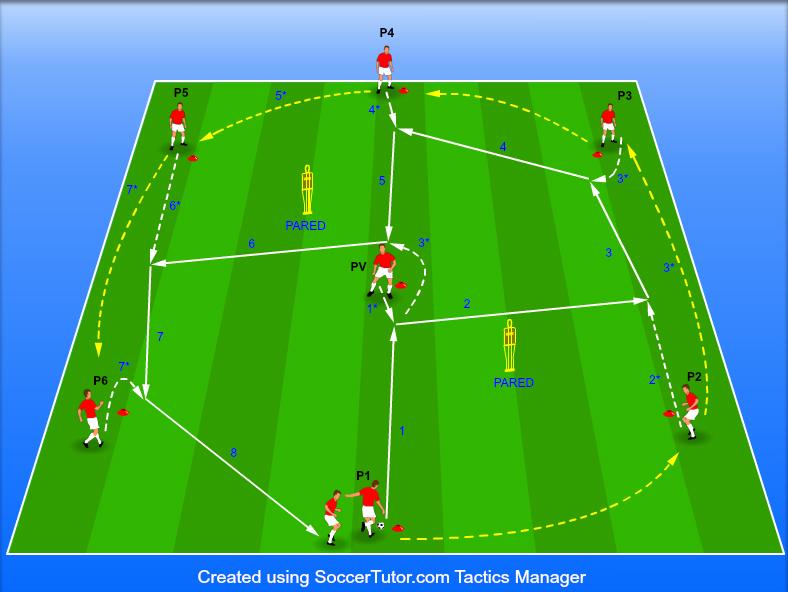 P4
P5
5*
P3
4*
4
7*
6*
5
3*
PARED
6
3*
PV
3
3*
1*
2
7
7*
P6
PARED
2*
P2
1
8
P1
Created using SoccerTutor.com Tactics Manager